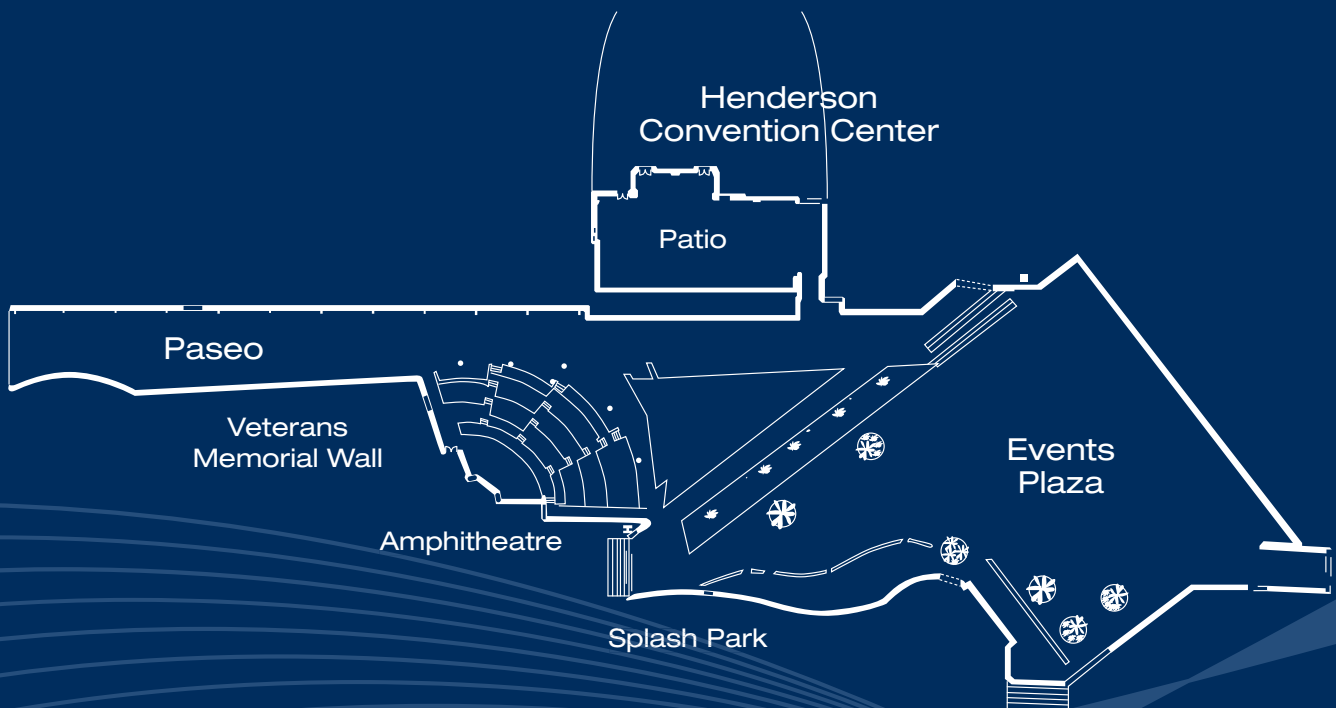 Henderson
Convention Center
Patio
Paseo
Veterans
Memorial Wall
Events
Plaza
Amphitheatre
Splash Park